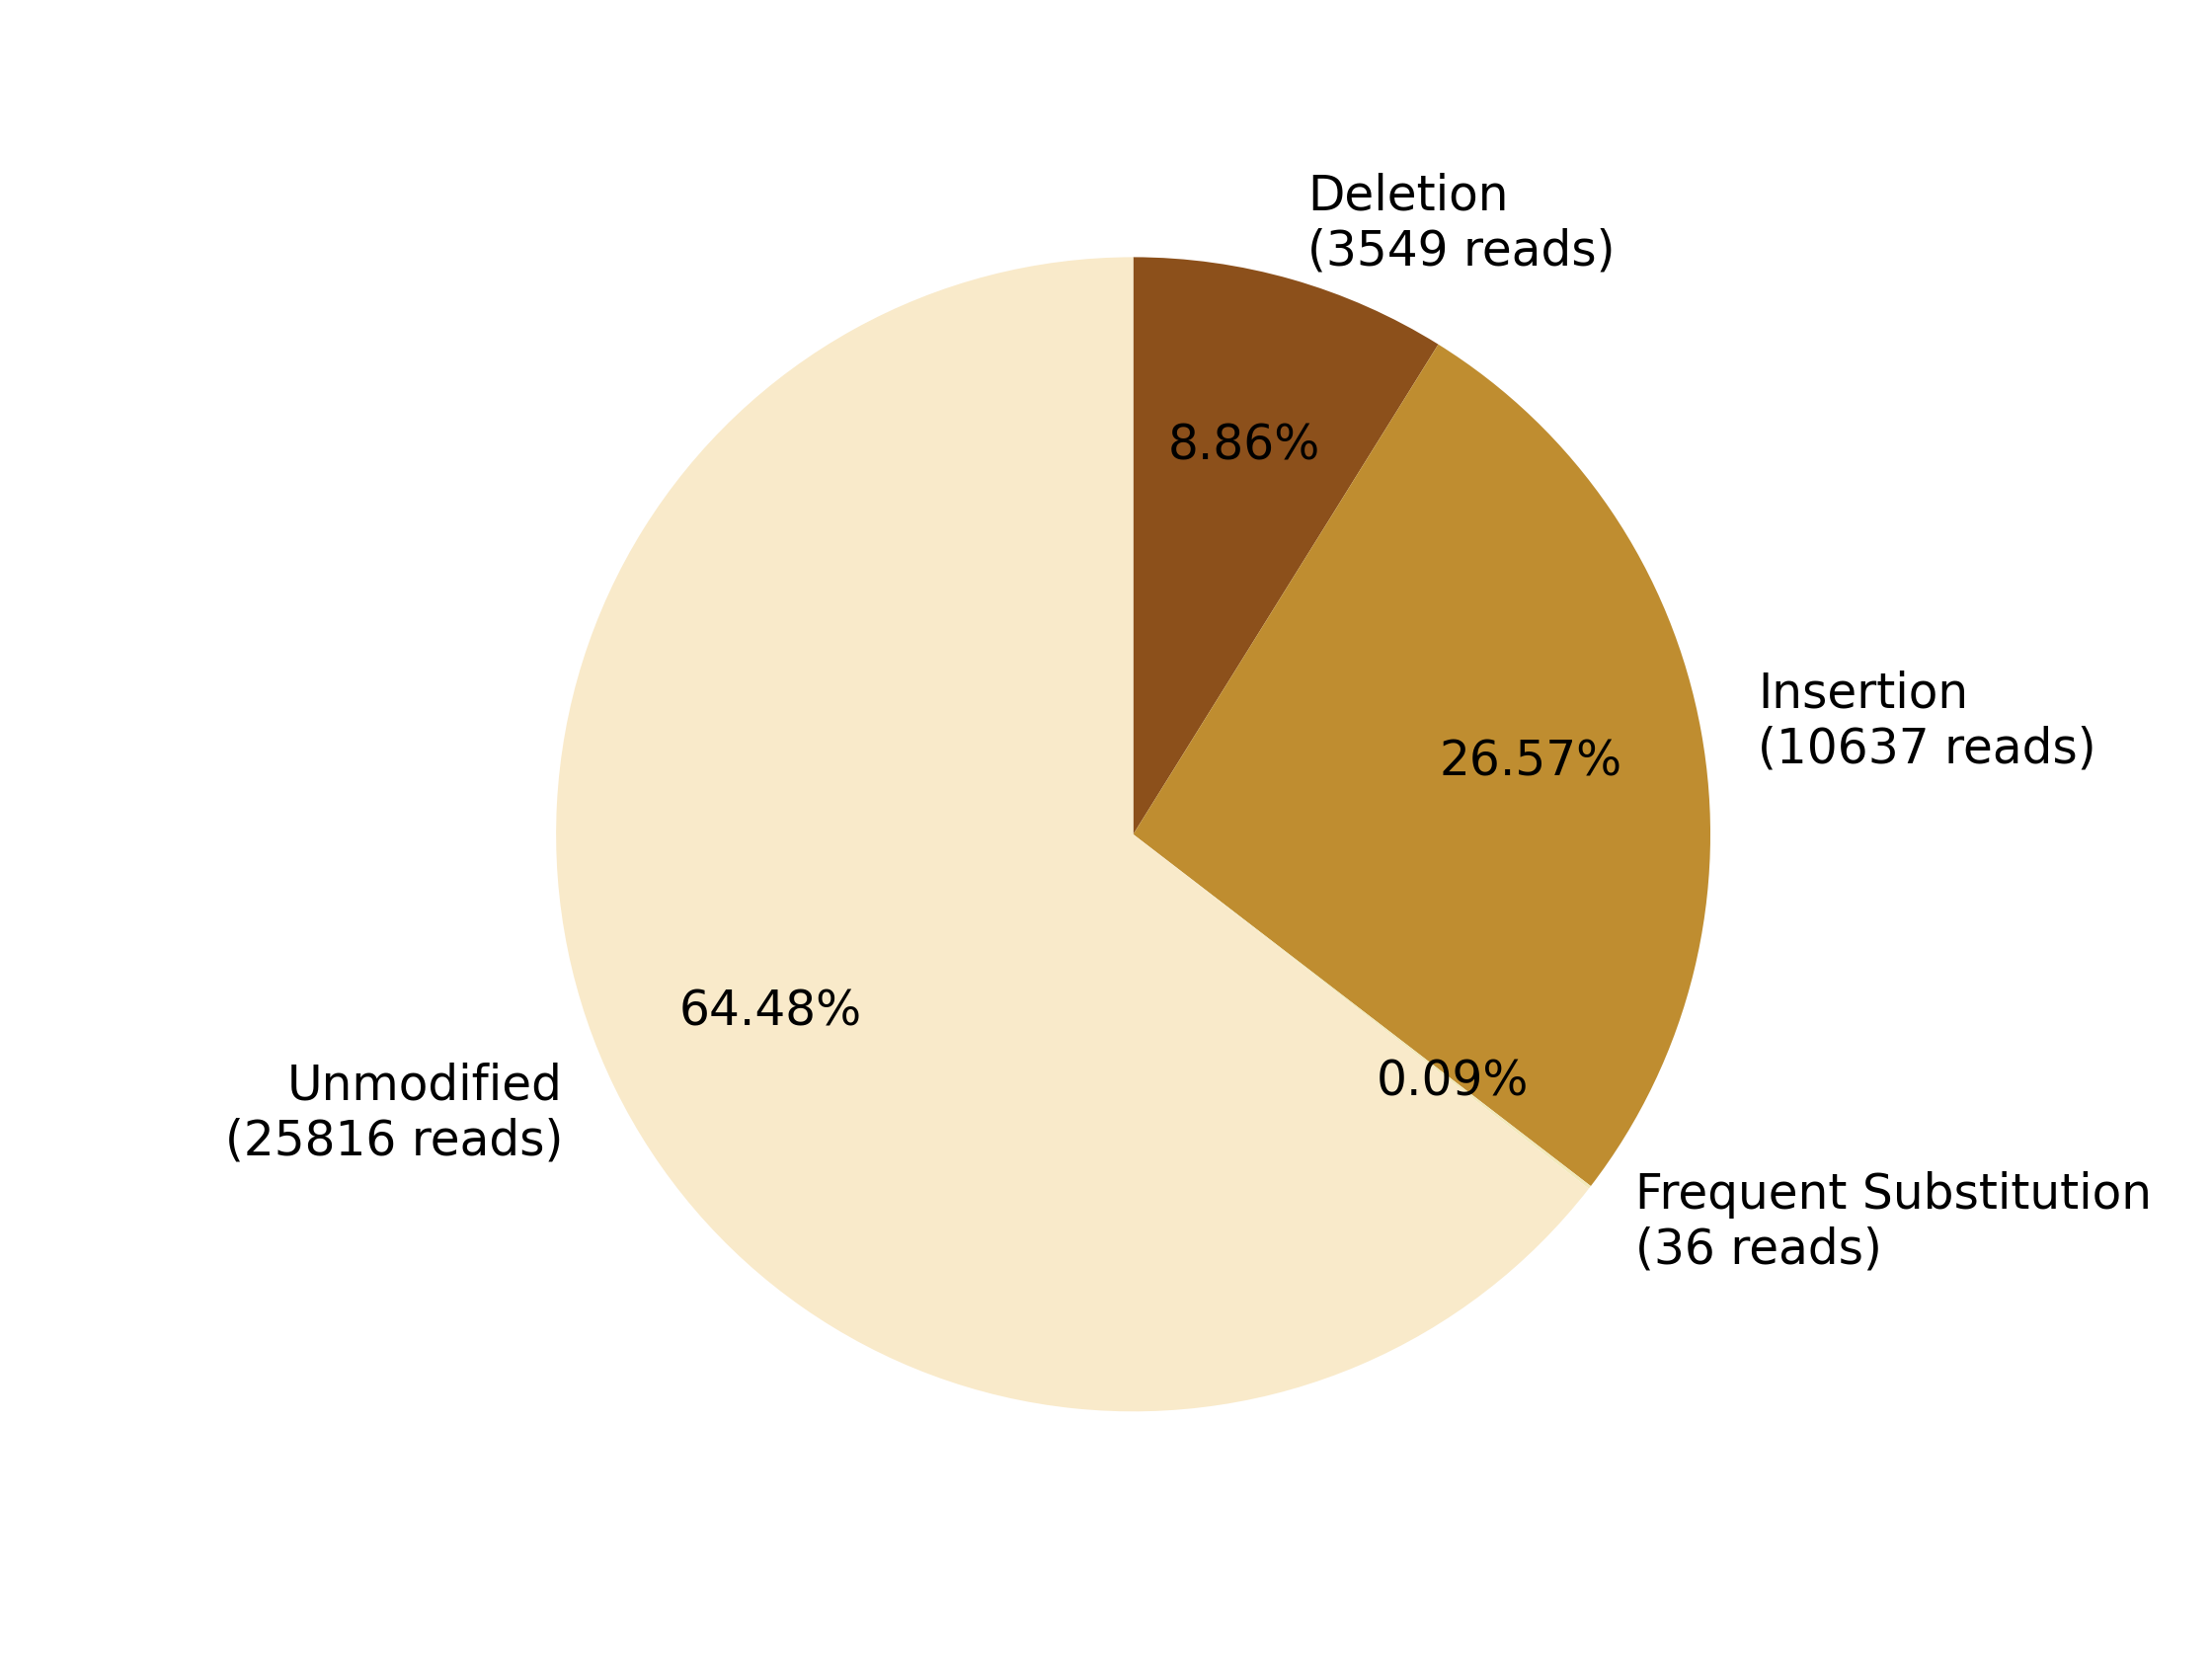 Deletion
(3549 reads)
8.86%
Insertion
(10637 reads)
26.57%
64.48%
Unmodified
(25816 reads)
0.09%
Frequent Substitution
(36 reads)